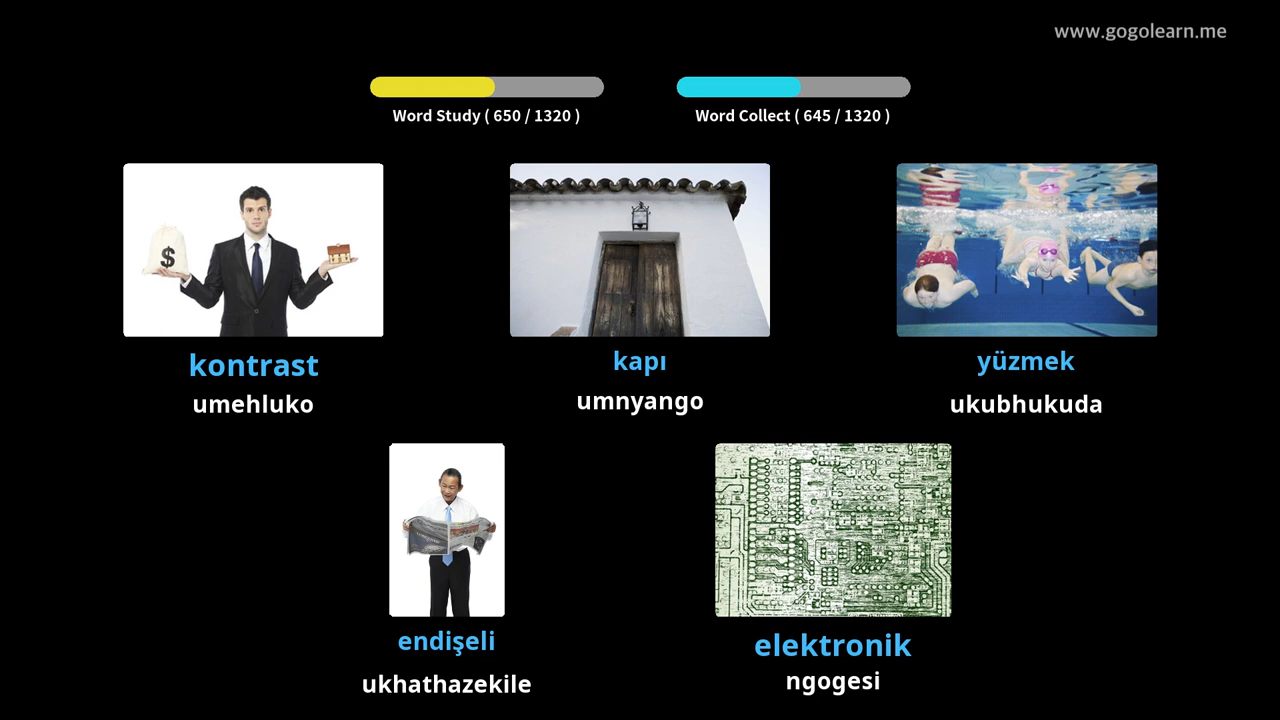 www.gogolearn.me
Word Study ( 650 / 1320 )
Word Collect ( 645 / 1320 )
$
kontrast
umehluko
kapı
umnyango
yüzmek
ukubhukuda
endişeli
ukhathazekile
elektronik
ngogesi